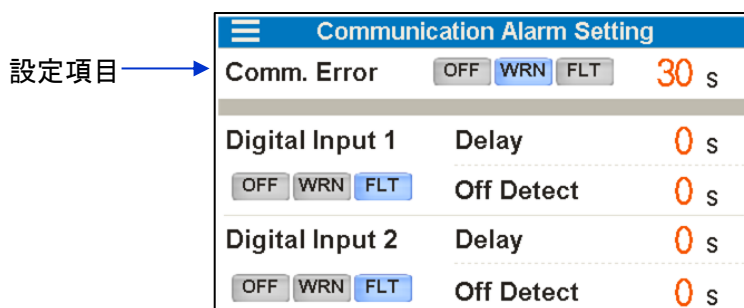 Communication Alarm Setting
設定項目
Comm. Error OFF WRN FLT 30 s
Digital Input 1 Delay 0 s
OFF WRN FLT Off Detect 0 s
Digital Input 2 Delay 0 s
OFF WRN FLT Off Detect 0 s